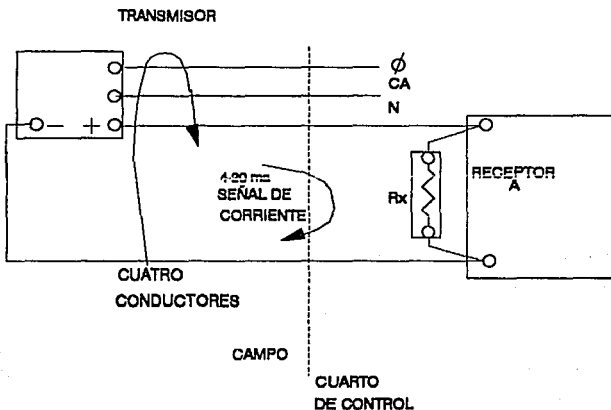 TRANSMISOR
Ø
CA
N
- +
4-20 ma
SEÑAL DE
CORRIENTE
Rx
RECEPTOR
A
CUATRO
CONDUCTORES
CAMPO
CUARTO
DE CONTROL